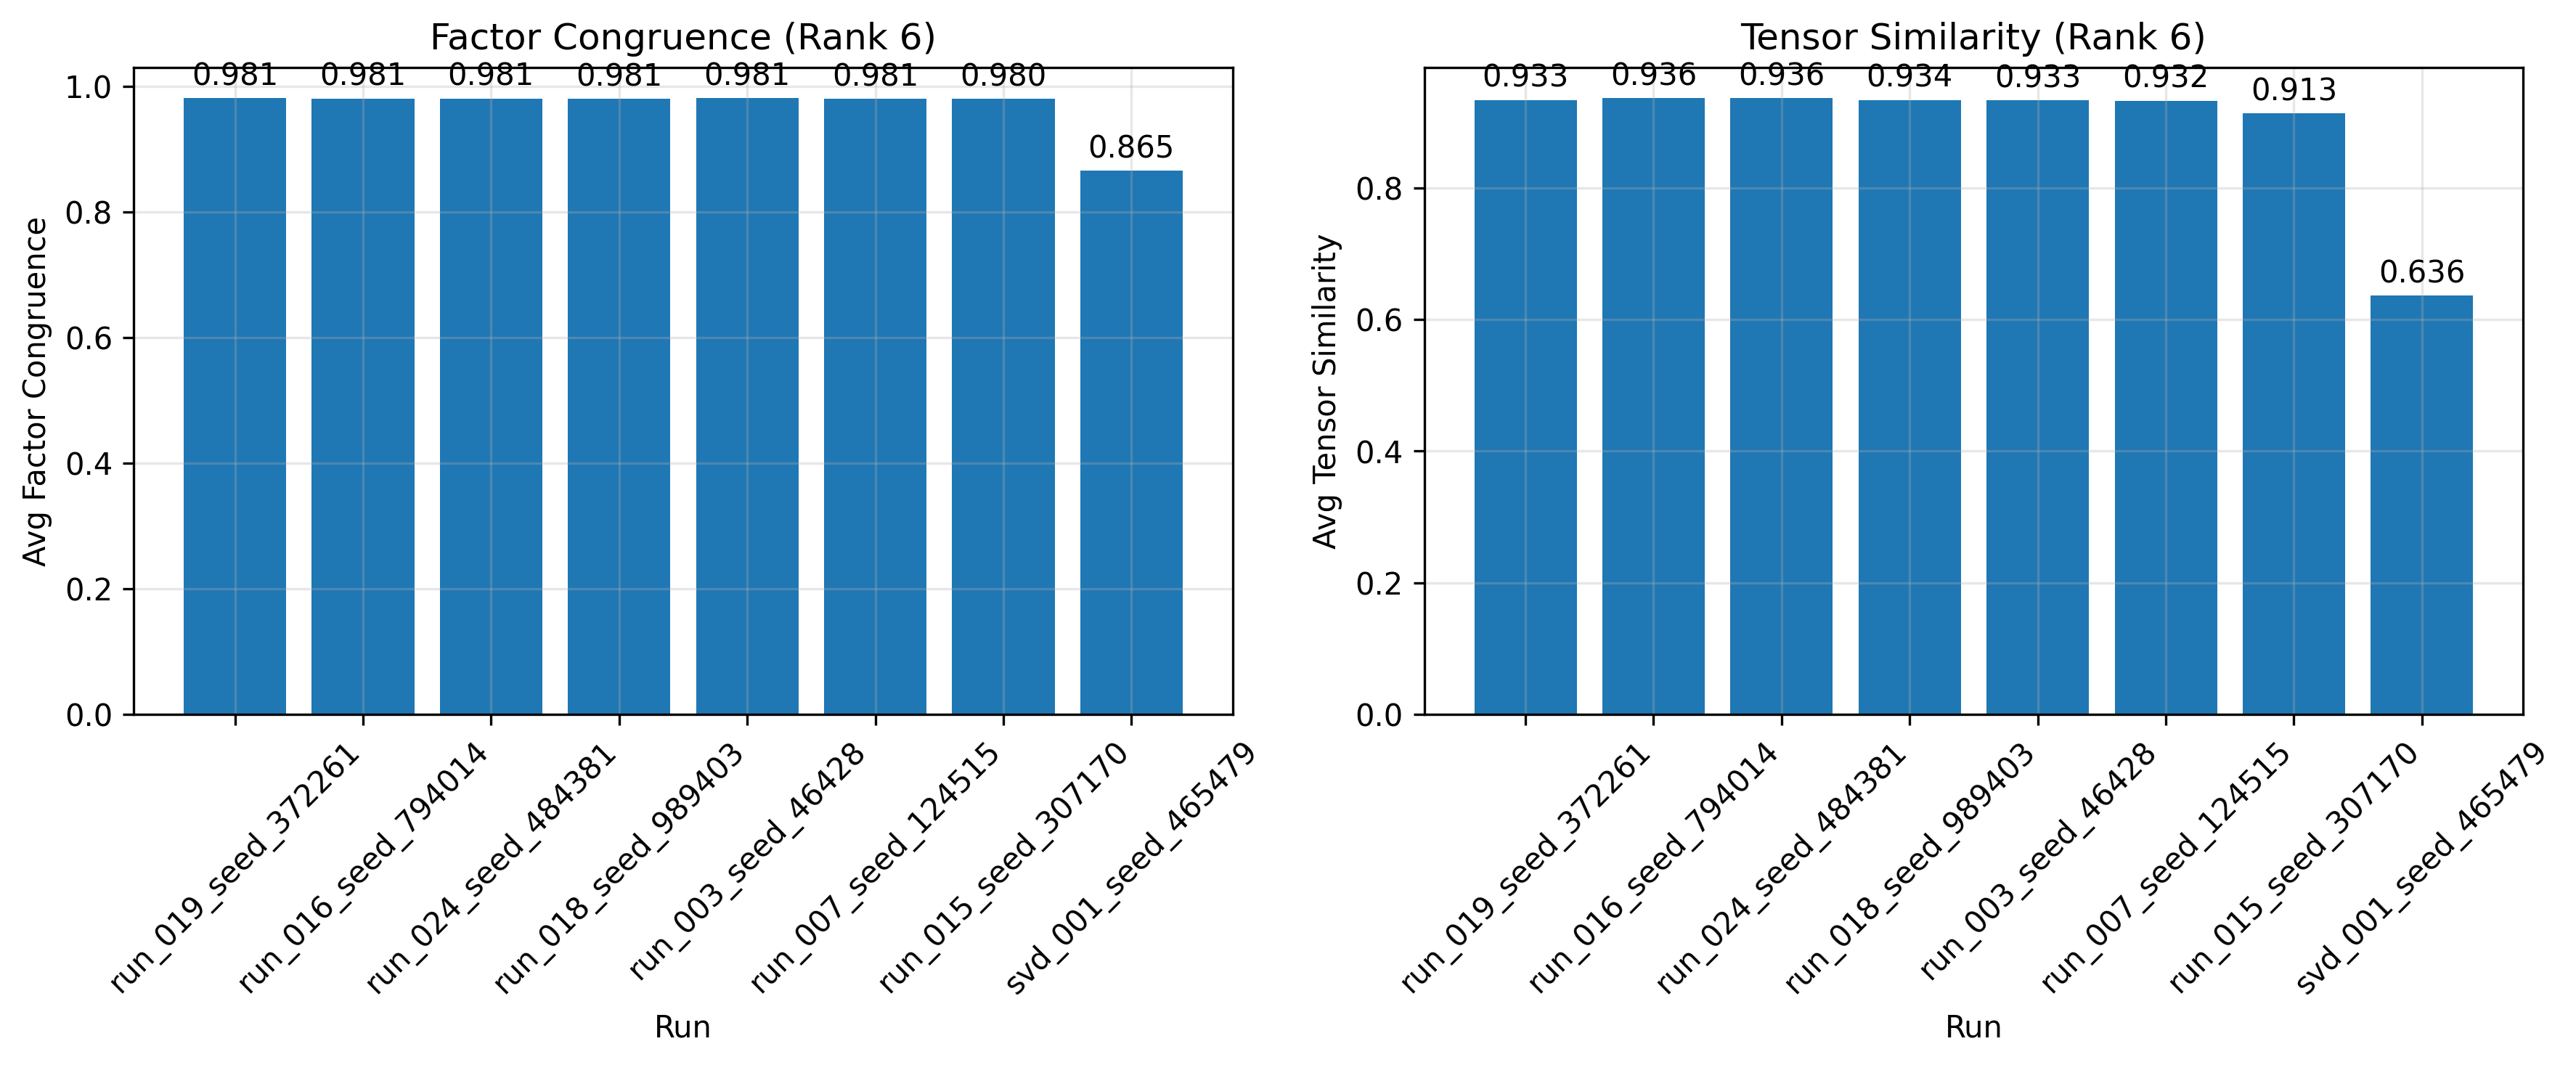 Factor Congruence (Rank 6)
0.981 0.981 0.981 0.981 0.981 0.981 0.980 0.865
1.0
0.8
0.6
0.4
0.2
0.0
Avg Factor Congruence
run_019_seed_372261
run_016_seed_794014
run_024_seed_484381
run_018_seed_989403
run_003_seed_46428
run_007_seed_124515
run_015_seed_307170
svd_001_seed_465479
Run
Tensor Similarity (Rank 6)
0.933 0.936 0.936 0.934 0.933 0.932 0.913 0.636
0.8
0.6
0.4
0.2
0.0
Avg Tensor Similarity
run_019_seed_372261
run_016_seed_794014
run_024_seed_484381
run_018_seed_989403
run_003_seed_46428
run_007_seed_124515
run_015_seed_307170
svd_001_seed_465479
Run